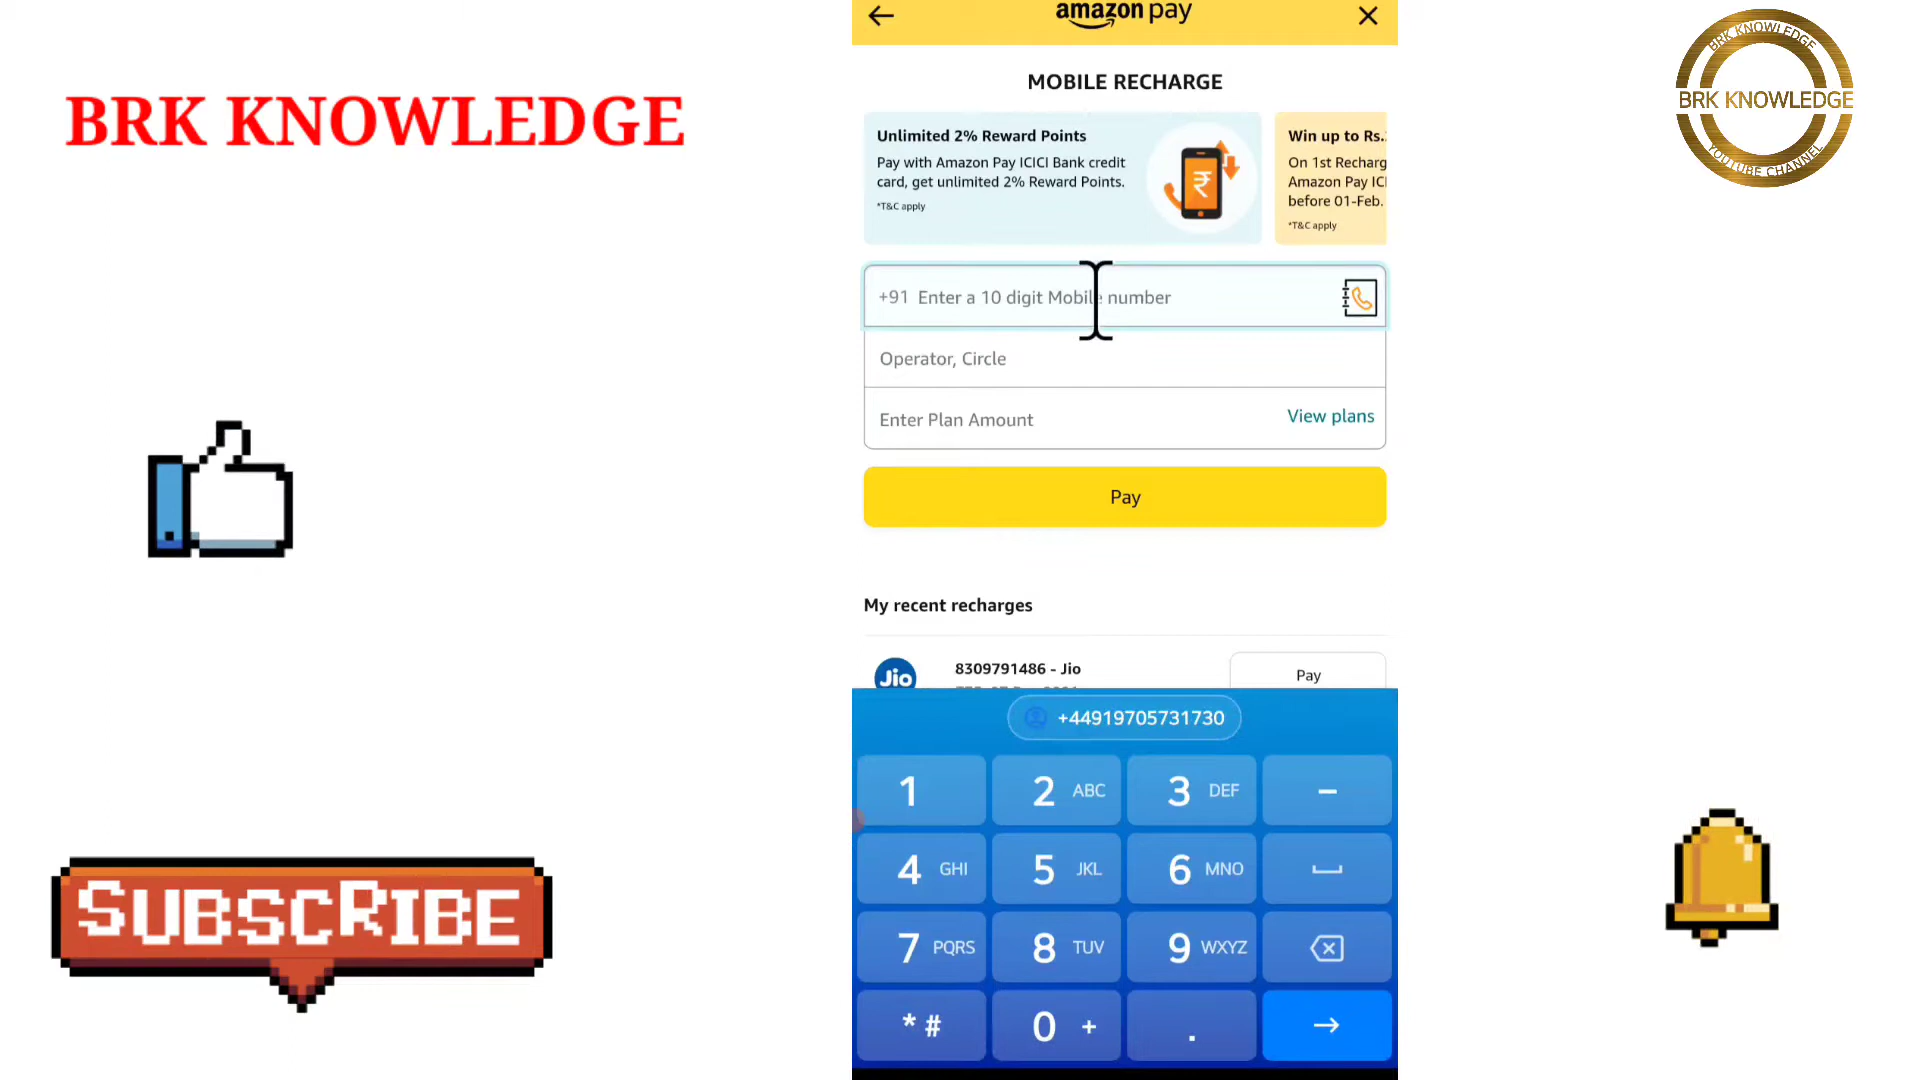 BRK KNOWLEDGE
amazon pay
MOBILE RECHARGE
Unlimited 2% Reward Points
Pay with Amazon Pay ICICI Bank credit
card, get unlimited 2% Reward Points.
*T&C apply
Win up to Rs.
On 1st Recharg
Amazon Pay ICI
before 01-Feb.
*T&C apply
BRK KNOWLEDGE
BRK KNOWLEDGE
YOUTUBE CHANNEL
+91 Enter a 10 digit Mobile number
Operator, Circle
Enter Plan Amount
View plans
Pay
My recent recharges
Jio
8309791486 - Jio
Pay
+44919705731730
1
2 ABC
3 DEF
-
4 GHI
5 JKL
6 MNO
7 PQRS
8 TUV
9 WXYZ
* #
0 +
.
SUBSCRIBE